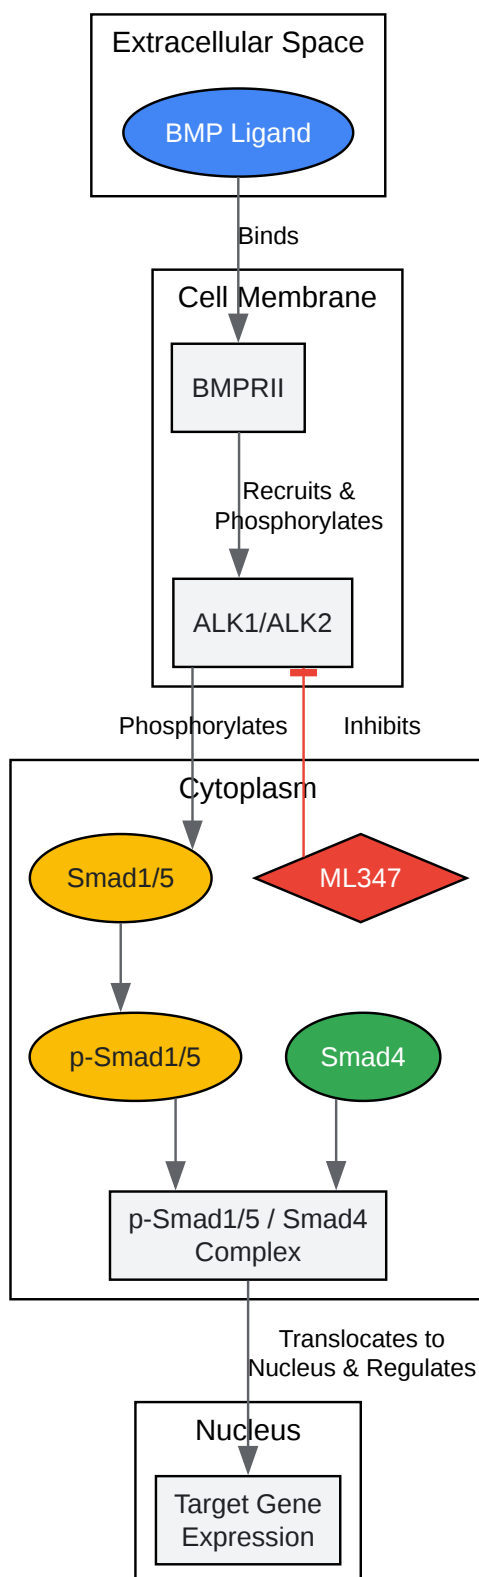 Extracellular Space
BMP Ligand
Binds
Cell Membrane
BMPRII
Recruits &
Phosphorylates
ALK1/ALK2
Phosphorylates
Inhibits
Cytoplasm
Smad1/5
ML347
p-Smad1/5
Smad4
p-Smad1/5 / Smad4
Complex
Translocates to
Nucleus & Regulates
Nucleus
Target Gene
Expression